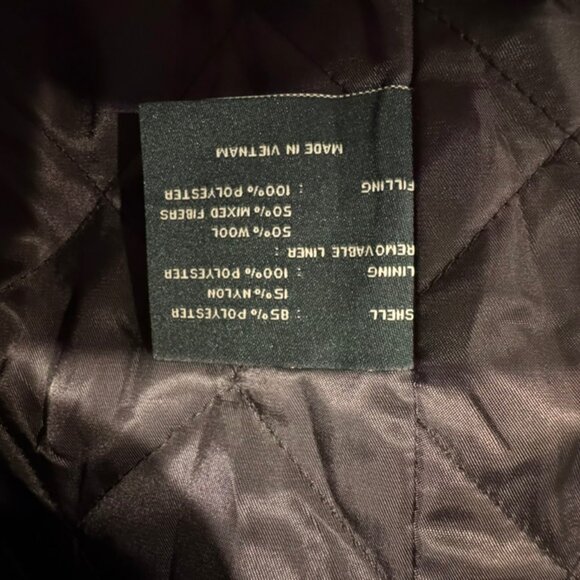 SHELL : 85% POLYESTER
15% NYLON
LINING : 100% POLYESTER
REMOVABLE LINER :
50% WOOL
50% MIXED FIBERS
FILLING : 100% POLYESTER
MADE IN VIETNAM